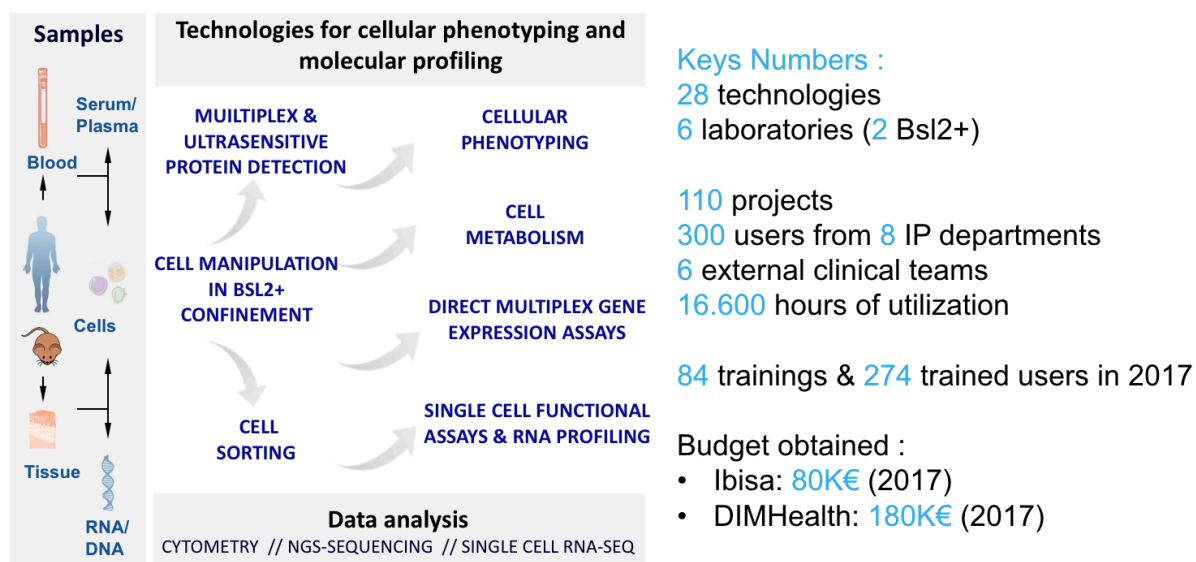 Samples
Serum/
Plasma
Blood
Cells
Tissue
RNA/
DNA
Technologies for cellular phenotyping and
molecular profiling
MUILTIPLEX &
ULTRASENSITIVE
PROTEIN DETECTION
CELLULAR
PHENOTYPING
CELL
METABOLISM
CELL MANIPULATION
IN BSL2+
CONFINEMENT
DIRECT MULTIPLEX GENE
EXPRESSION ASSAYS
CELL
SORTING
SINGLE CELL FUNCTIONAL
ASSAYS & RNA PROFILING
Data analysis
CYTOMETRY // NGS-SEQUENCING // SINGLE CELL RNA-SEQ
Keys Numbers :
28 technologies
6 laboratories (2 Bsl2+)
110 projects
300 users from 8 IP departments
6 external clinical teams
16.600 hours of utilization
84 trainings & 274 trained users in 2017
Budget obtained :
• Ibisa: 80K€ (2017)
• DIMHealth: 180K€ (2017)